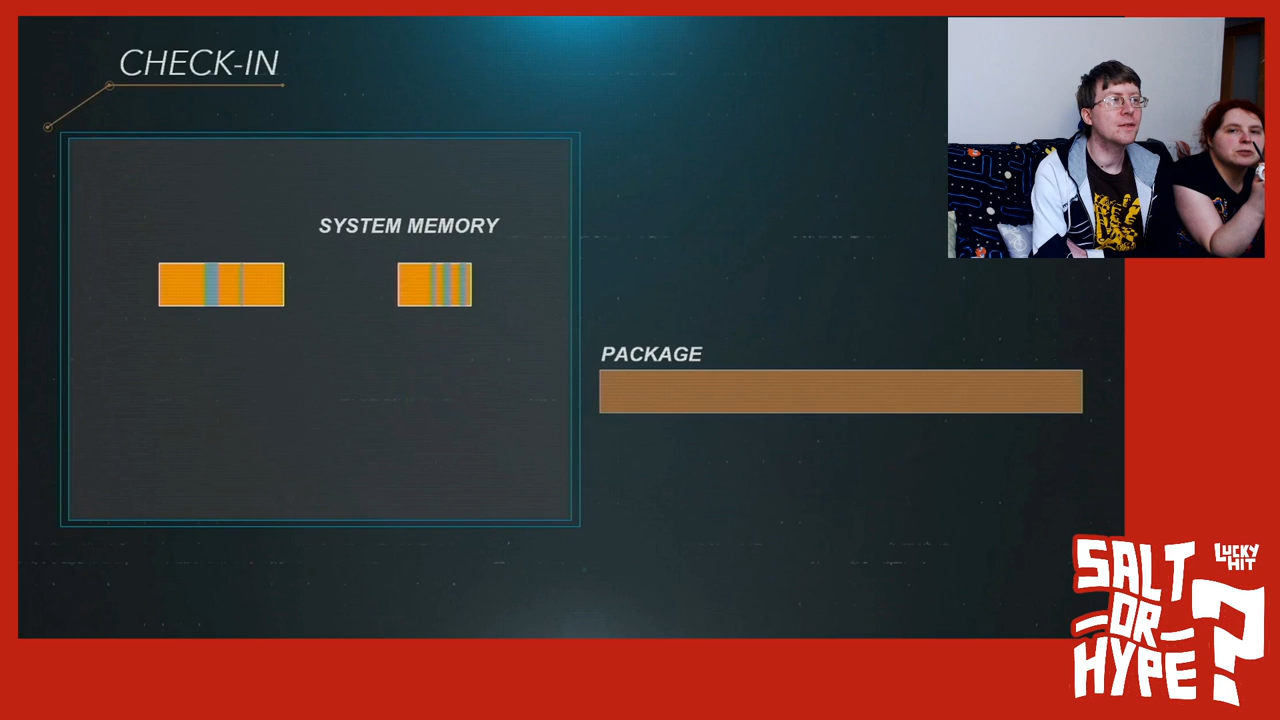 CHECK-IN
SYSTEM MEMORY
PACKAGE
SALT
OR
HYPE
?
LUCKY
HIT